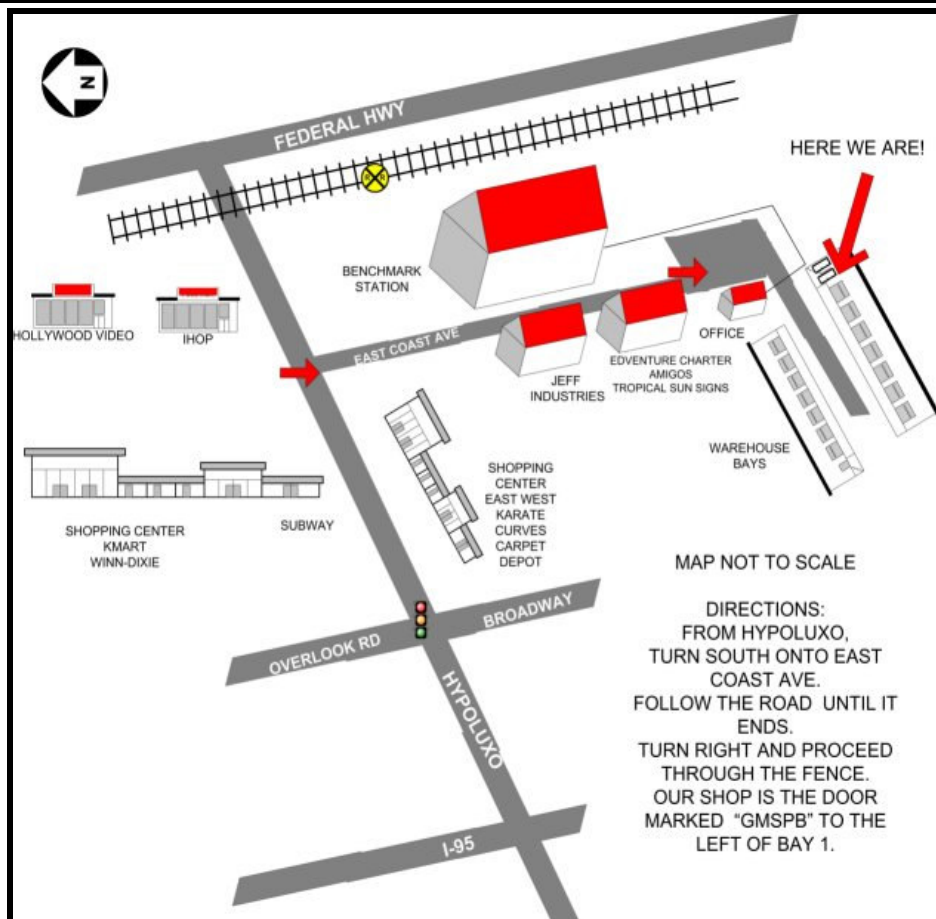 N
FEDERAL HWY
R R
HERE WE ARE!
BENCHMARK
STATION
HOLLYWOOD VIDEO
IHOP
EAST COAST AVE
OFFICE
JEFF
INDUSTRIES
EDVENTURE CHARTER
AMIGOS
TROPICAL SUN SIGNS
WAREHOUSE
BAYS
SHOPPING
CENTER
EAST WEST
KARATE
CURVES
CARPET
DEPOT
SHOPPING CENTER
KMART
WINN-DIXIE
SUBWAY
OVERLOOK RD
BROADWAY
HYPOLUXO
I-95
MAP NOT TO SCALE
DIRECTIONS:
FROM HYPOLUXO,
TURN SOUTH ONTO EAST
COAST AVE.
FOLLOW THE ROAD UNTIL IT
ENDS.
TURN RIGHT AND PROCEED
THROUGH THE FENCE.
OUR SHOP IS THE DOOR
MARKED “GMSPB” TO THE
LEFT OF BAY 1.